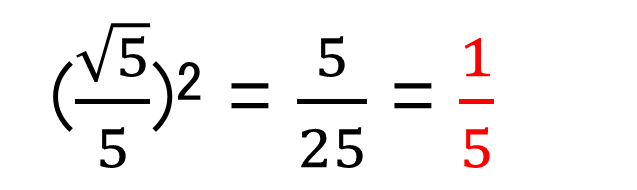 (√5/5)² = 5/25 = 1/5